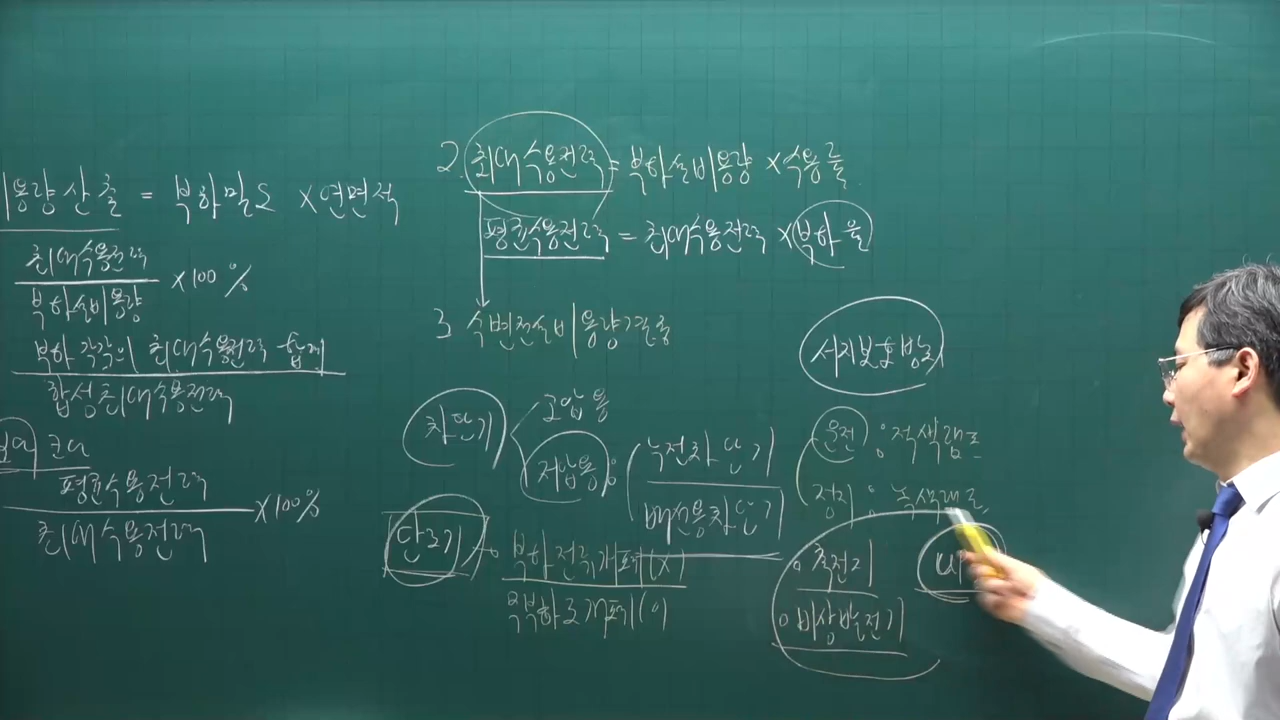 용량 산출 = 부하밀도 × 연면적
최대수용전력
부하설비용량
×100%
부하 각각의 최대수용전력 합계
합성최대수용전력
평균수용전력
최대수용전력
×100%
2. 최대수용전력 = 부하설비용량 × 수용률
평균수용전력 = 최대수용전력 × 부하율
3 수변전설비용량결정
차단기
고압용
저압용 :
누전차단기
배선용차단기
단로기
부하전류개폐(×)
무부하로개폐(○)
서지보호장치
운전 : 적색램프
정지 : 녹색램프
축전지
비상발전기